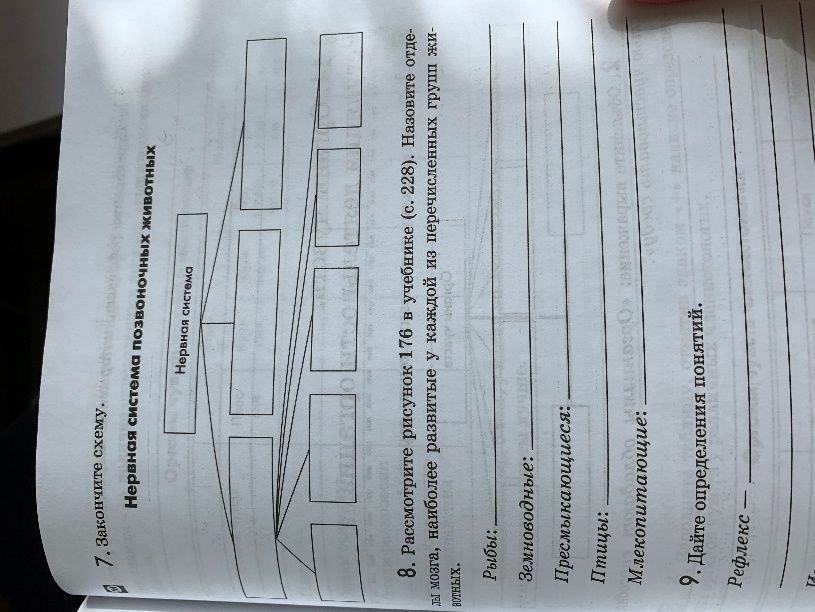 7. Закончите схему.
Нервная система позвоночных животных
Нервная система
8. Рассмотрите рисунок 176 в учебнике (с. 228). Назовите отде-
лы мозга, наиболее развитые у каждой из перечисленных групп жи-
вотных.
Рыбы:
Земноводные:
Пресмыкающиеся:
Птицы:
Млекопитающие:
9. Дайте определения понятий.
Рефлекс —